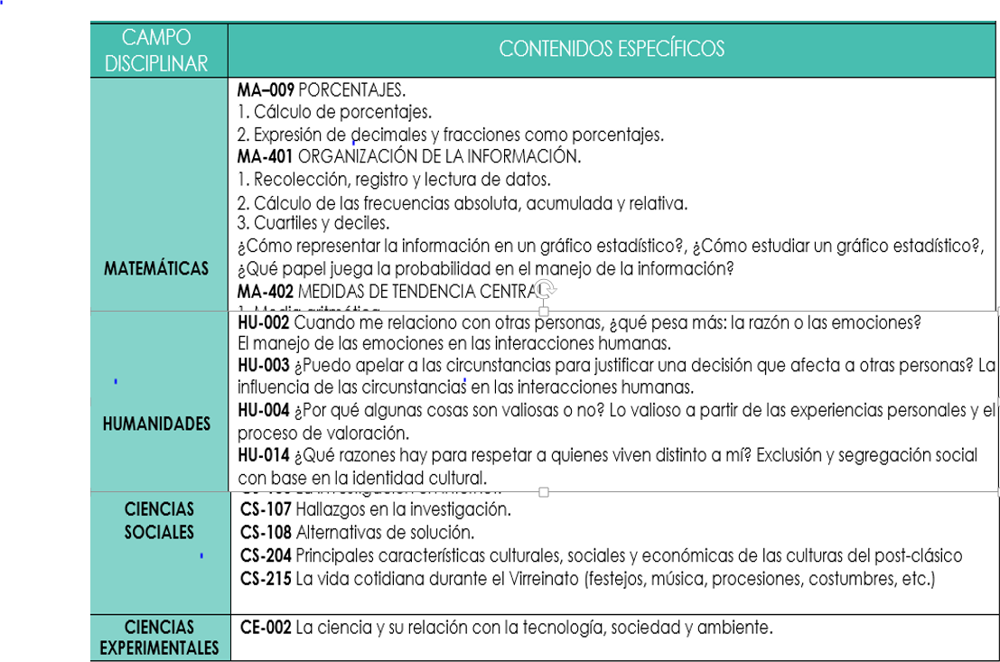 CAMPO
DISCIPLINAR
CONTENIDOS ESPECÍFICOS
MATEMÁTICAS
MA–009 PORCENTAJES.
1. Cálculo de porcentajes.
2. Expresión de decimales y fracciones como porcentajes.
MA-401 ORGANIZACIÓN DE LA INFORMACIÓN.
1. Recolección, registro y lectura de datos.
2. Cálculo de las frecuencias absoluta, acumulada y relativa.
3. Cuartiles y deciles.
¿Cómo representar la información en un gráfico estadístico?, ¿Cómo estudiar un gráfico estadístico?,
¿Qué papel juega la probabilidad en el manejo de la información?
MA-402 MEDIDAS DE TENDENCIA CENTRAL
1. Media aritmética
HUMANIDADES
HU-002 Cuando me relaciono con otras personas, ¿qué pesa más: la razón o las emociones?
El manejo de las emociones en las interacciones humanas.
HU-003 ¿Puedo apelar a las circunstancias para justificar una decisión que afecta a otras personas? La
influencia de las circunstancias en las interacciones humanas.
HU-004 ¿Por qué algunas cosas son valiosas o no? Lo valioso a partir de las experiencias personales y el
proceso de valoración.
HU-014 ¿Qué razones hay para respetar a quienes viven distinto a mí? Exclusión y segregación social
con base en la identidad cultural.
CIENCIAS
SOCIALES
CS-107 Hallazgos en la investigación.
CS-108 Alternativas de solución.
CS-204 Principales características culturales, sociales y económicas de las culturas del post-clásico
CS-215 La vida cotidiana durante el Virreinato (festejos, música, procesiones, costumbres, etc.)
CIENCIAS
EXPERIMENTALES
CE-002 La ciencia y su relación con la tecnología, sociedad y ambiente.